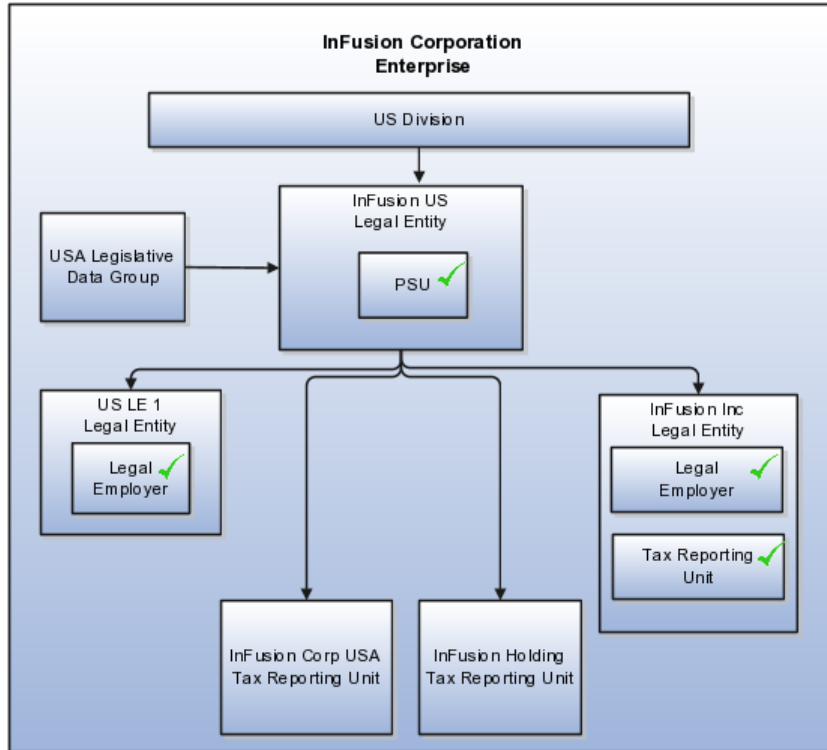 InFusion Corporation
Enterprise
US Division
InFusion US
Legal Entity
PSU
USA Legislative
Data Group
US LE 1
Legal Entity
Legal
Employer
InFusion Inc
Legal Entity
Legal
Employer
Tax Reporting
Unit
InFusion Corp USA
Tax Reporting Unit
InFusion Holding
Tax Reporting Unit